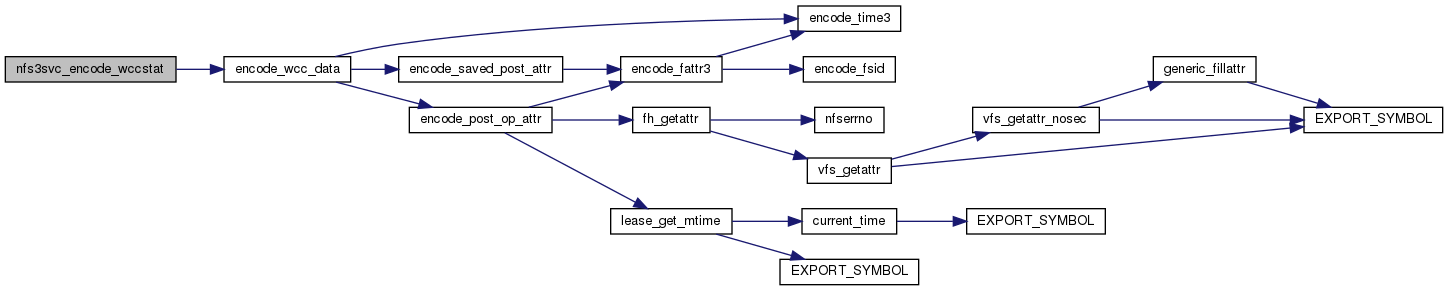 nfs3svc_encode_wccstat
encode_wcc_data
encode_time3
encode_saved_post_attr
encode_post_op_attr
encode_fattr3
encode_fsid
fh_getattr
nfserrno
vfs_getattr
vfs_getattr_nosec
generic_fillattr
EXPORT_SYMBOL
lease_get_mtime
current_time
EXPORT_SYMBOL
EXPORT_SYMBOL